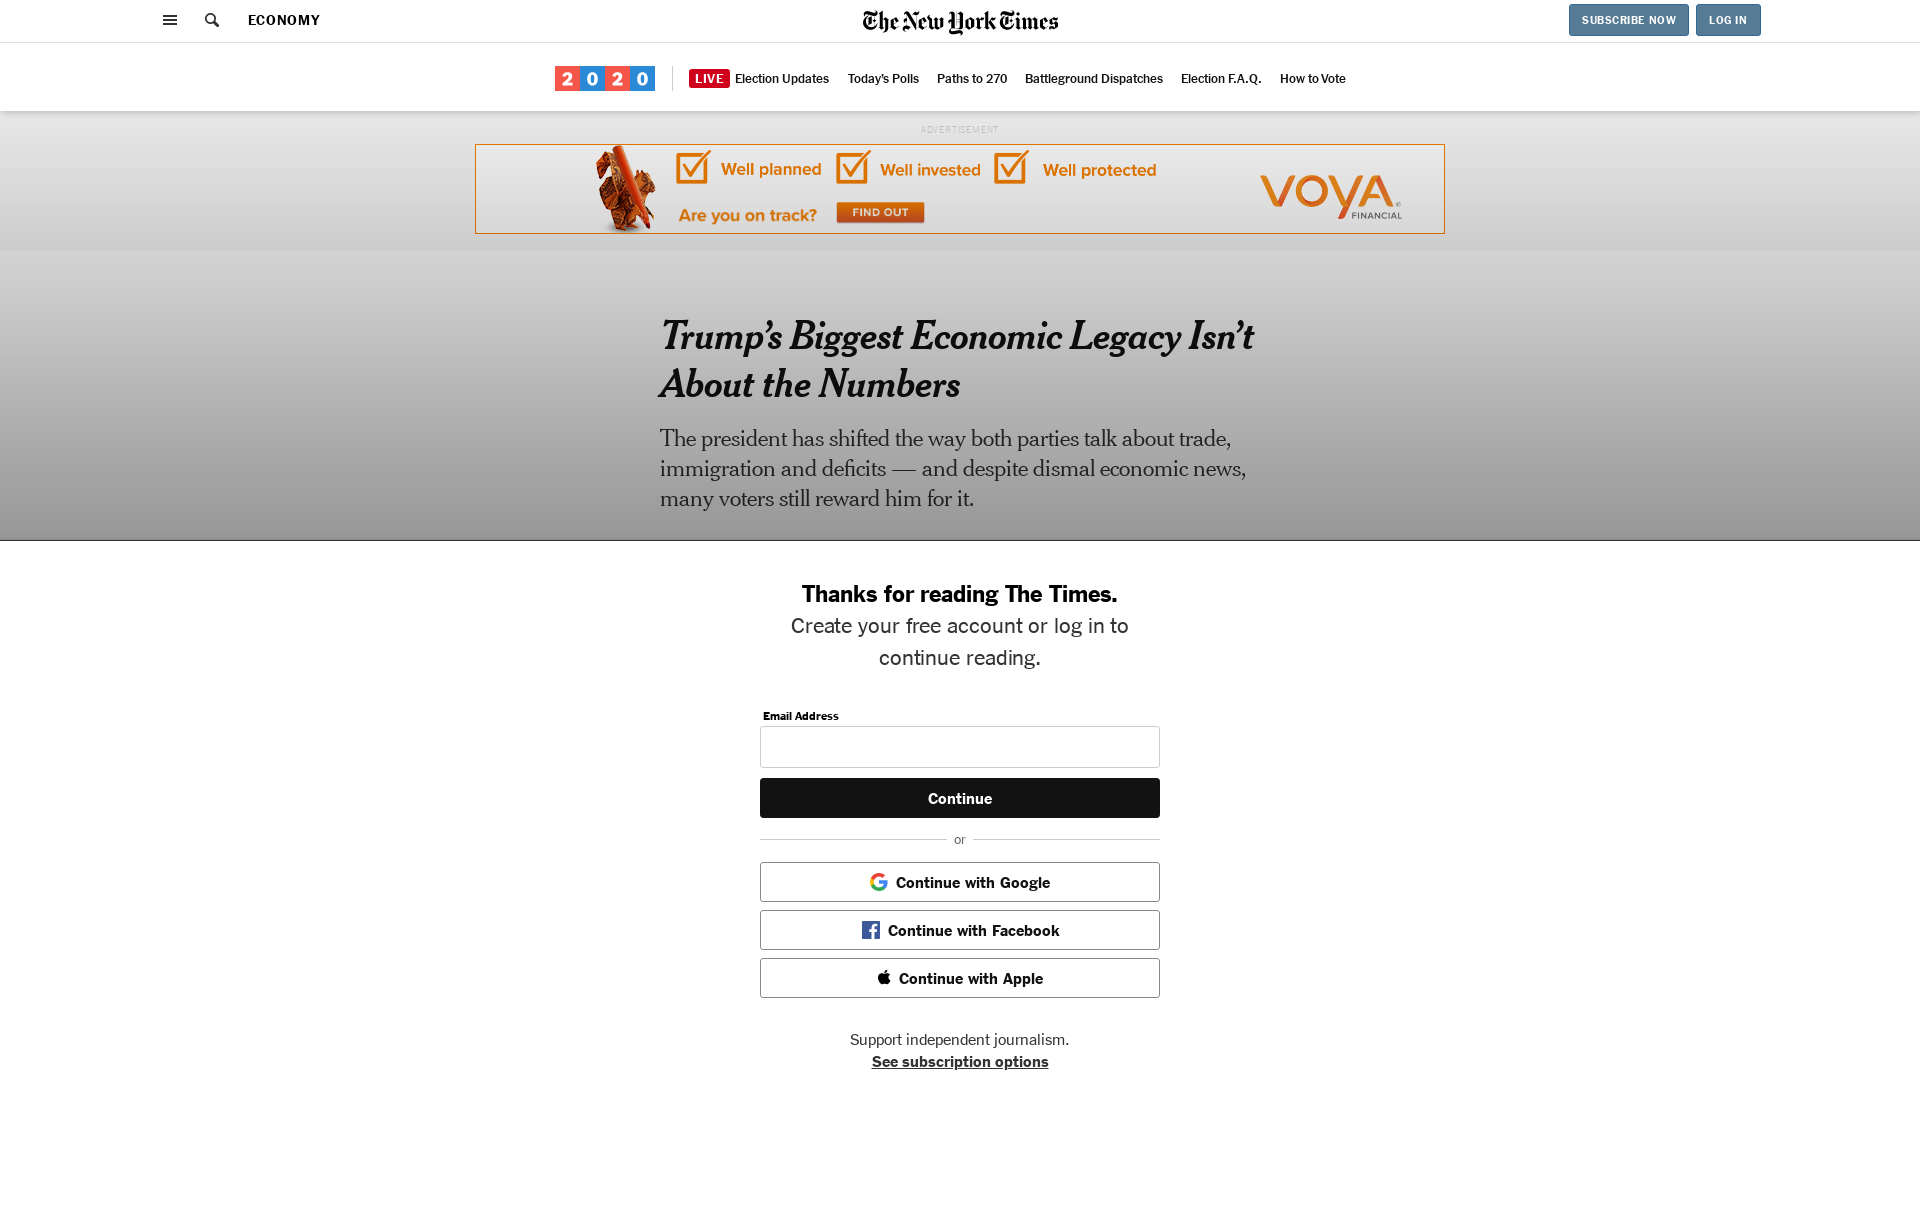 ECONOMY
The New York Times
SUBSCRIBE NOW
LOG IN
2020
LIVE Election Updates
Today's Polls
Paths to 270
Battleground Dispatches
Election F.A.Q.
How to Vote
ADVERTISEMENT
Well planned
Well invested
Well protected
Are you on track?
FIND OUT
VOYA®
FINANCIAL
Trump’s Biggest Economic Legacy Isn’t
About the Numbers
The president has shifted the way both parties talk about trade,
immigration and deficits — and despite dismal economic news,
many voters still reward him for it.
Thanks for reading The Times.
Create your free account or log in to
continue reading.
Email Address
Continue
or
Continue with Google
Continue with Facebook
Continue with Apple
Support independent journalism.
See subscription options